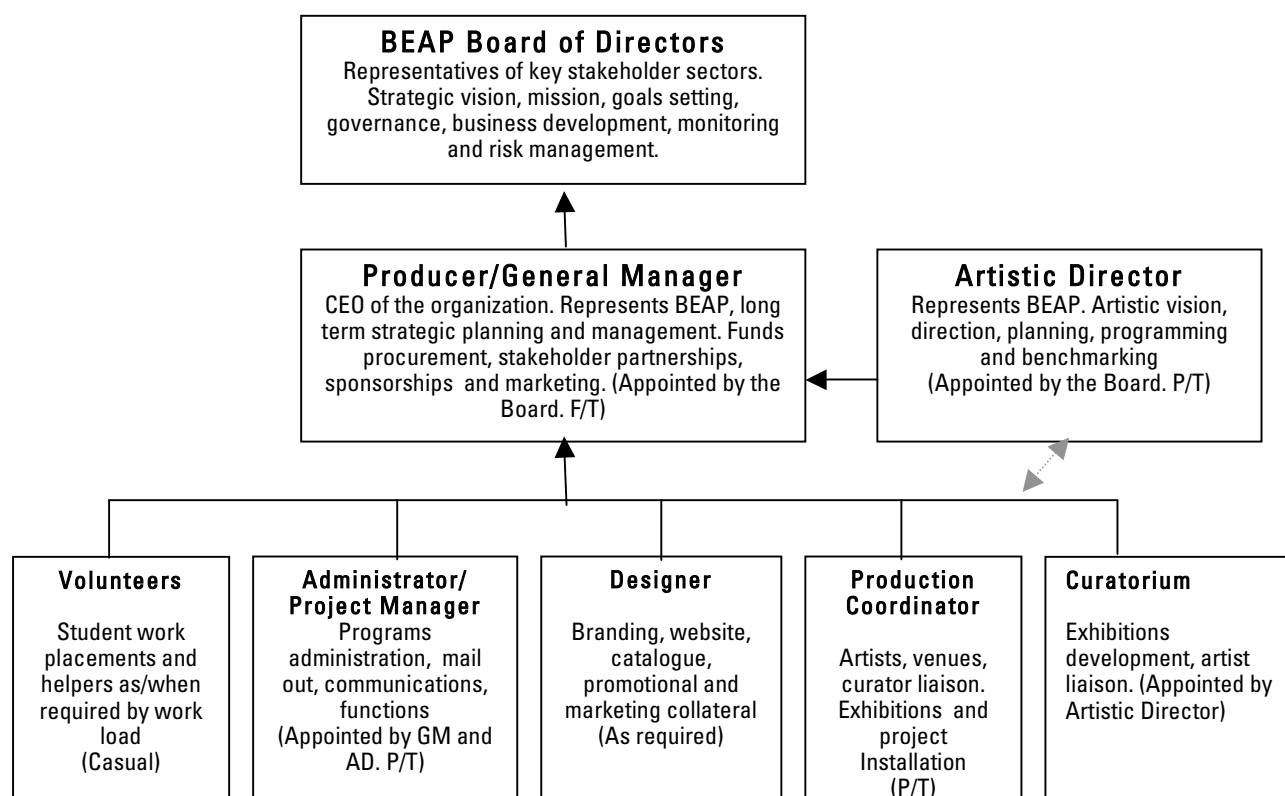 BEAP Board of Directors
Representatives of key stakeholder sectors.
Strategic vision, mission, goals setting,
governance, business development, monitoring
and risk management.
Producer/General Manager
CEO of the organization. Represents BEAP, long
term strategic planning and management. Funds
procurement, stakeholder partnerships,
sponsorships and marketing. (Appointed by the
Board. F/T)
Artistic Director
Represents BEAP. Artistic vision,
direction, planning, programming
and benchmarking
(Appointed by the Board. P/T)
Volunteers
Student work
placements and
helpers as/when
required by work
load
(Casual)
Administrator/
Project Manager
Programs
administration, mail
out, communications,
functions
(Appointed by GM and
AD. P/T)
Designer
Branding, website,
catalogue,
promotional and
marketing collateral
(As required)
Production
Coordinator
Artists, venues,
curator liaison.
Exhibitions and
project
Installation
(P/T)
Curatorium
Exhibitions
development, artist
liaison. (Appointed by
Artistic Director)